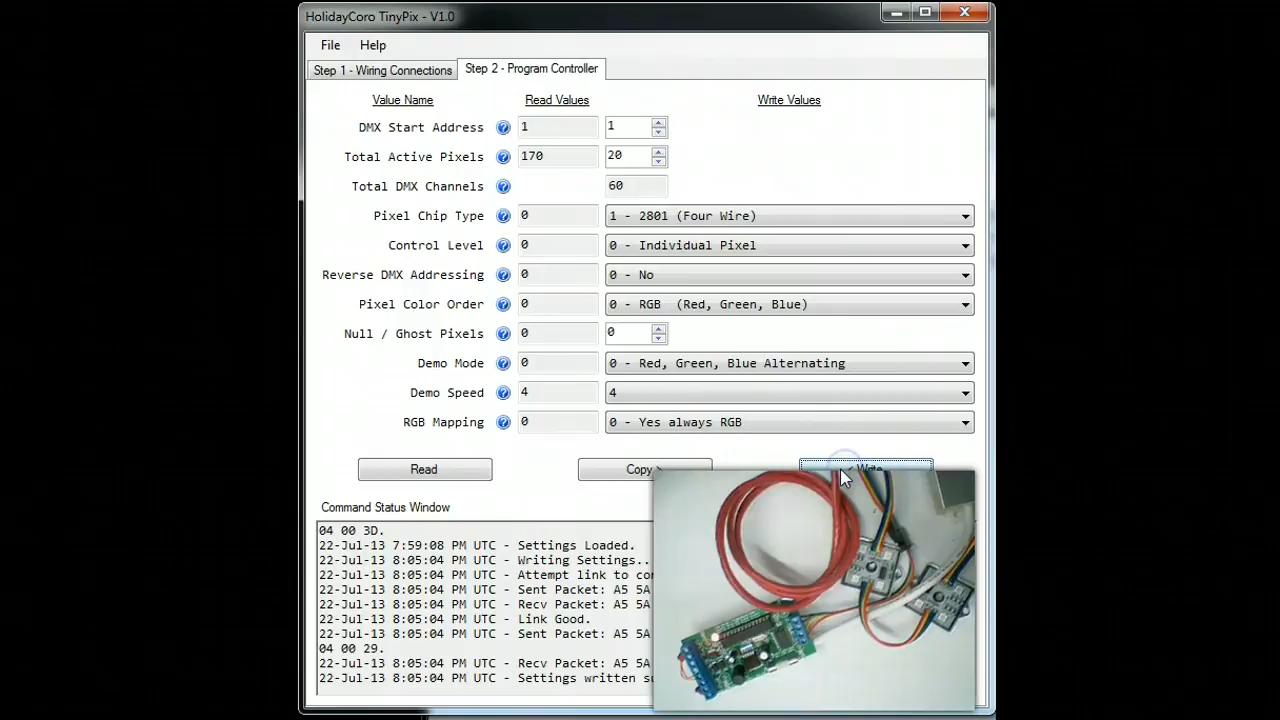 HolidayCoro TinyPix - V1.0
File Help
Step 1 - Wiring Connections Step 2 - Program Controller
Value Name Read Values Write Values
DMX Start Address 1 1
Total Active Pixels 170 20
Total DMX Channels 60
Pixel Chip Type 0 1 - 2801 (Four Wire)
Control Level 0 0 - Individual Pixel
Reverse DMX Addressing 0 0 - No
Pixel Color Order 0 0 - RGB (Red, Green, Blue)
Null / Ghost Pixels 0 0
Demo Mode 0 0 - Red, Green, Blue Alternating
Demo Speed 4 4
RGB Mapping 0 0 - Yes always RGB
Read Copy > < Write
Command Status Window
04 00 3D.
22-Jul-13 7:59:08 PM UTC - Settings Loaded.
22-Jul-13 8:05:04 PM UTC - Writing Settings..
22-Jul-13 8:05:04 PM UTC - Attempt link to co
22-Jul-13 8:05:04 PM UTC - Sent Packet: A5 5A
22-Jul-13 8:05:04 PM UTC - Recv Packet: A5 5A
22-Jul-13 8:05:04 PM UTC - Link Good.
22-Jul-13 8:05:04 PM UTC - Sent Packet: A5 5A
04 00 29.
22-Jul-13 8:05:04 PM UTC - Recv Packet: A5 5A
22-Jul-13 8:05:04 PM UTC - Settings written su